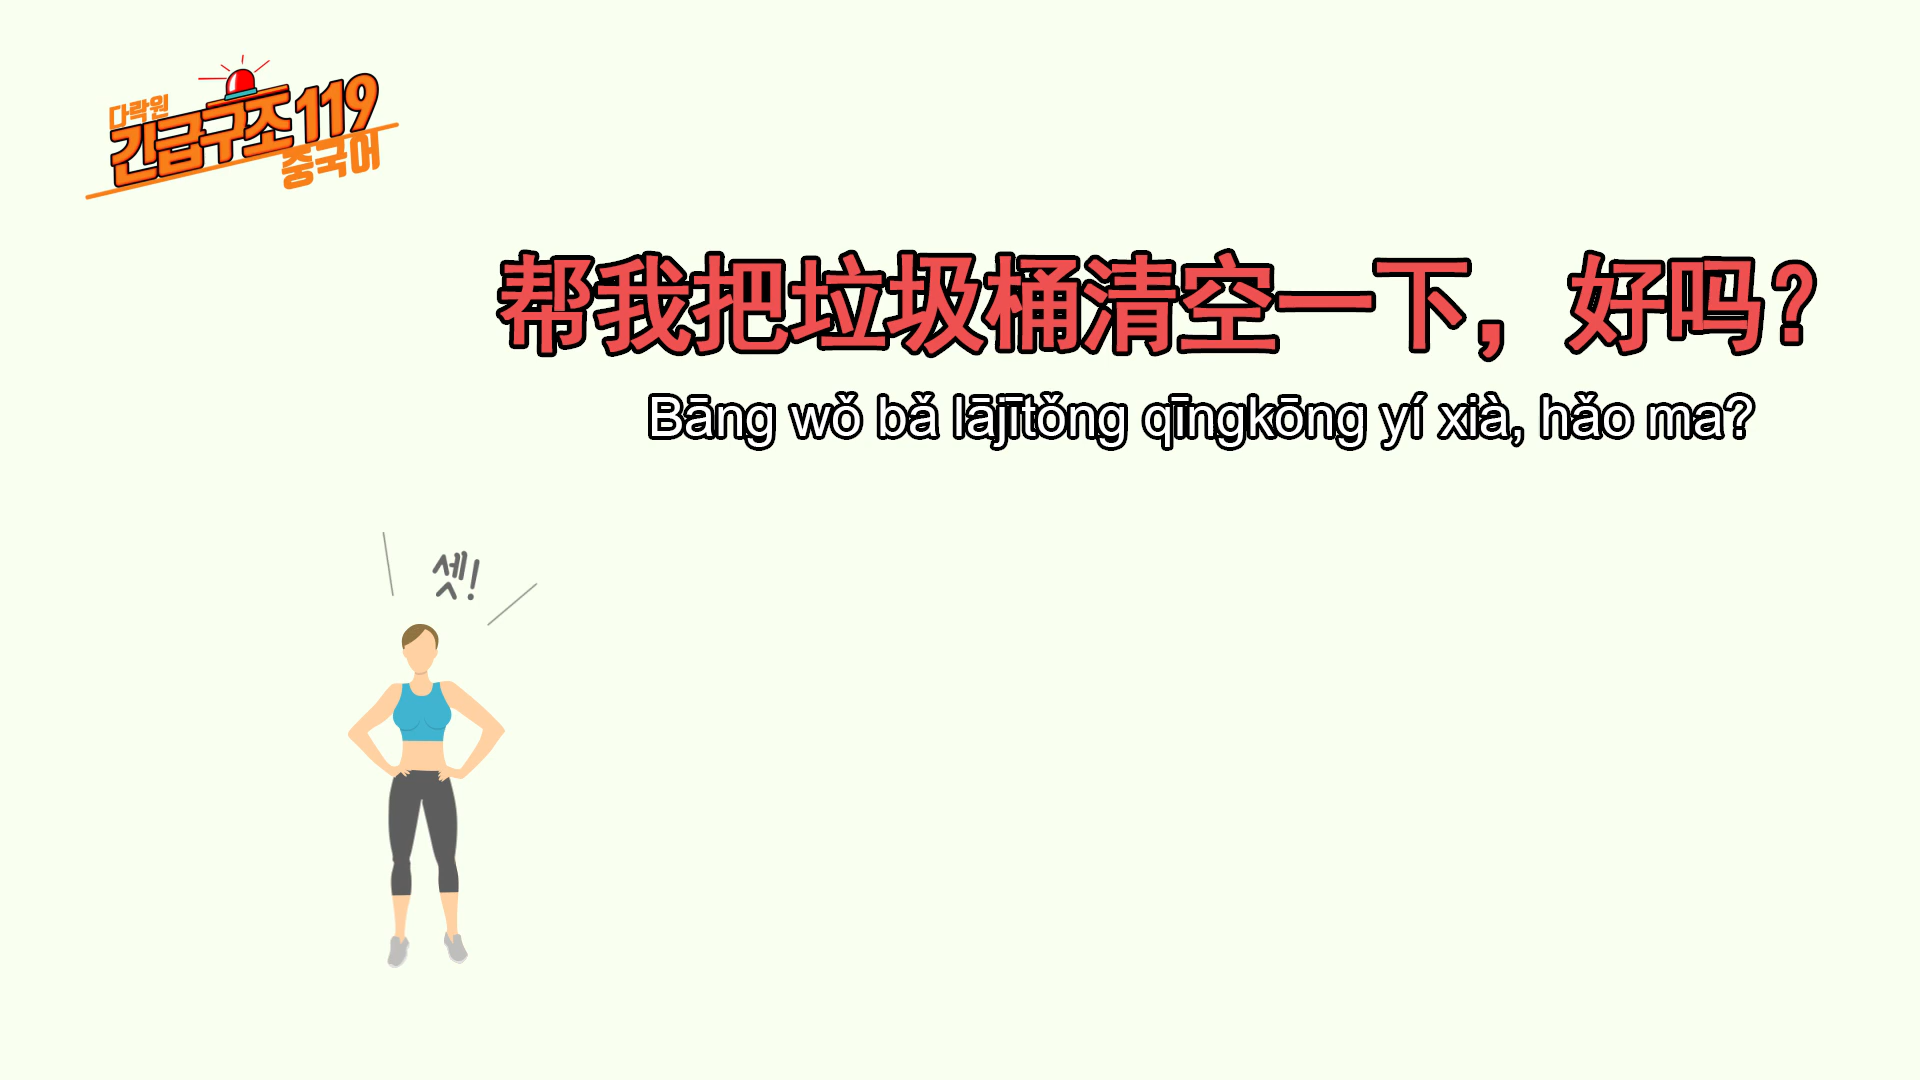 다락원
긴급구조119
중국어
帮我把垃圾桶清空一下，好吗？
Bāng wǒ bǎ lājītǒng qīngkōng yí xià, hǎo ma?
셋!